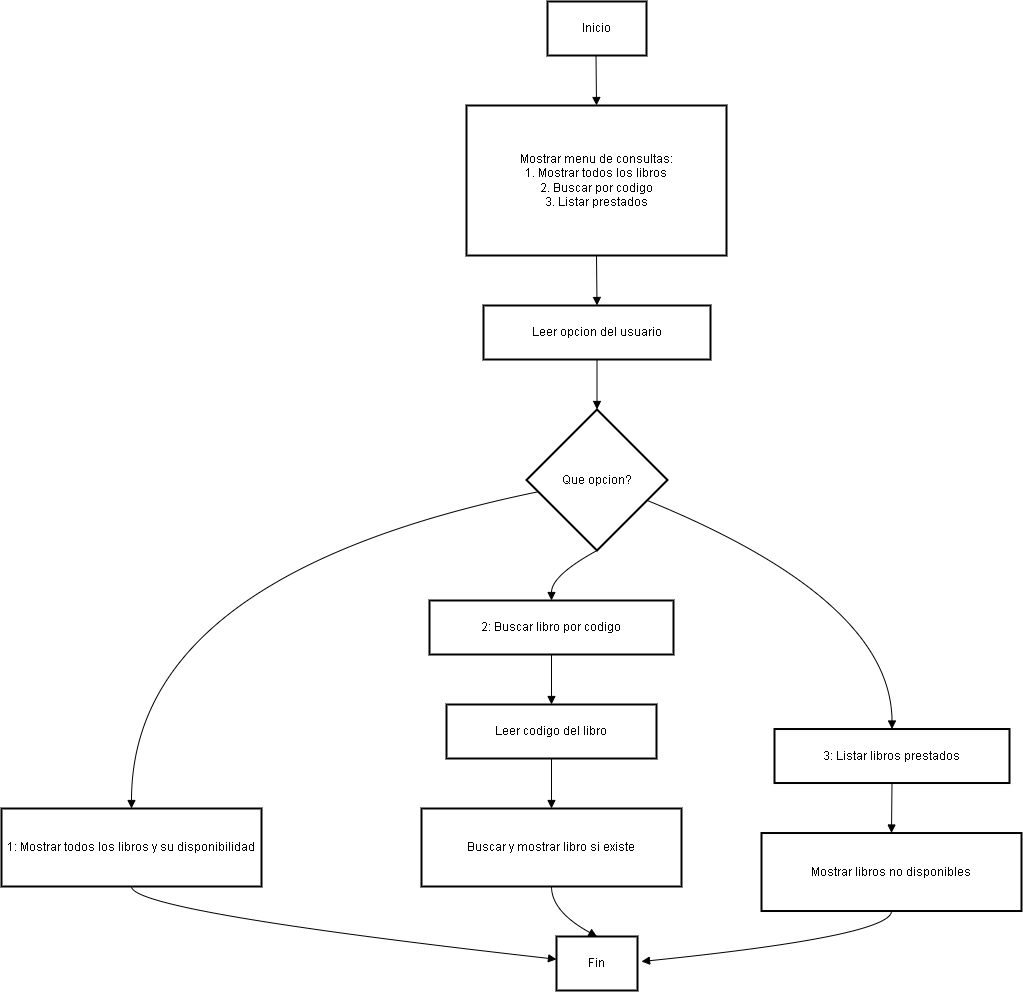 Inicio
Mostrar menu de consultas:
1. Mostrar todos los libros
2. Buscar por codigo
3. Listar prestados
Leer opcion del usuario
Que opcion?
2: Buscar libro por codigo
Leer codigo del libro
3: Listar libros prestados
1: Mostrar todos los libros y su disponibilidad
Buscar y mostrar libro si existe
Mostrar libros no disponibles
Fin